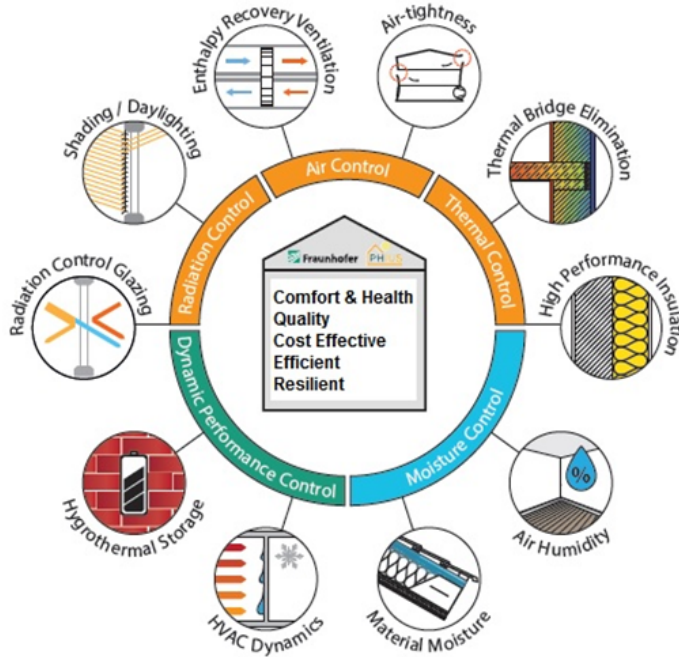 Enthalpy Recovery Ventilation
Air-tightness
Shading / Daylighting
Thermal Bridge Elimination
Air Control
Radiation Control
Thermal Control
Radiation Control Glazing
High Performance Insulation
Fraunhofer PHIUS
Comfort & Health
Quality
Cost Effective
Efficient
Resilient
Dynamic Performance Control
Moisture Control
Hygrothermal Storage
%
Air Humidity
HVAC Dynamics
Material Moisture